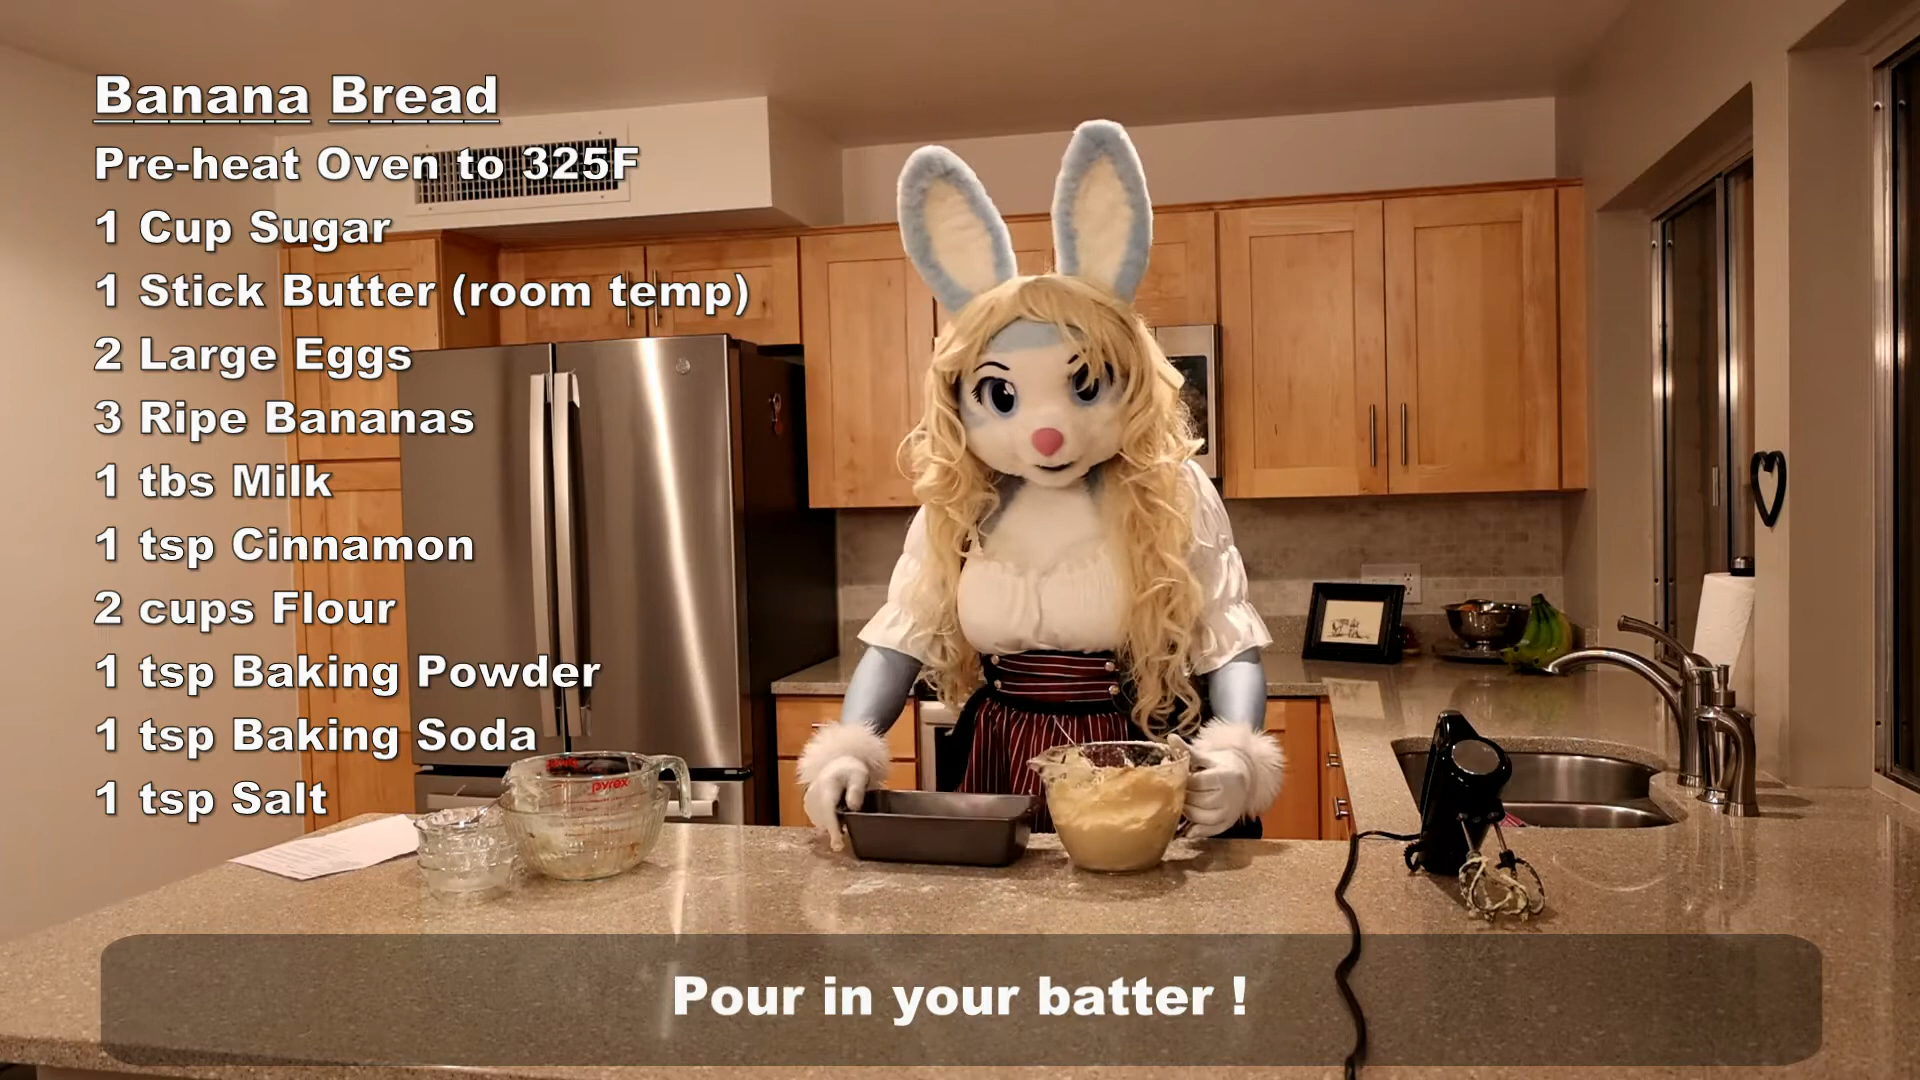 Banana Bread
Pre-heat Oven to 325F
1 Cup Sugar
1 Stick Butter (room temp)
2 Large Eggs
3 Ripe Bananas
1 tbs Milk
1 tsp Cinnamon
2 cups Flour
1 tsp Baking Powder
1 tsp Baking Soda
1 tsp Salt
pyrex
Pour in your batter !